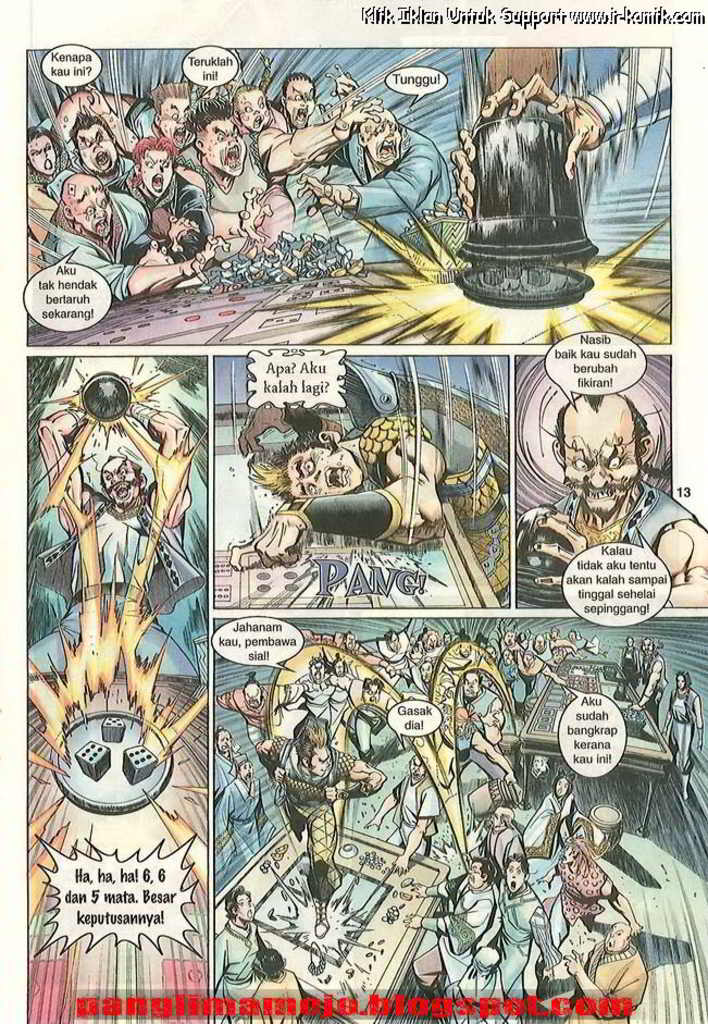 Klik Iklan Untuk Support www.ir-komik.com
Kenapa
kau ini?
Teruklah
ini!
Tunggu!
Aku
tak hendak
bertaruh
sekarang!
Ha, ha, ha! 6, 6
dan 5 mata. Besar
keputusannya!
Apa? Aku
kalah lagi?
PANG!
Nasib
baik kau sudah
berubah
fikiran!
13
Kalau
tidak aku tentu
akan kalah sampai
tinggal sehelai
sepinggang!
Jahanam
kau, pembawa
sial!
Gasak
dia!
Aku
sudah
bangkrap
kerana
kau ini!
panglimamejo.blogspot.com